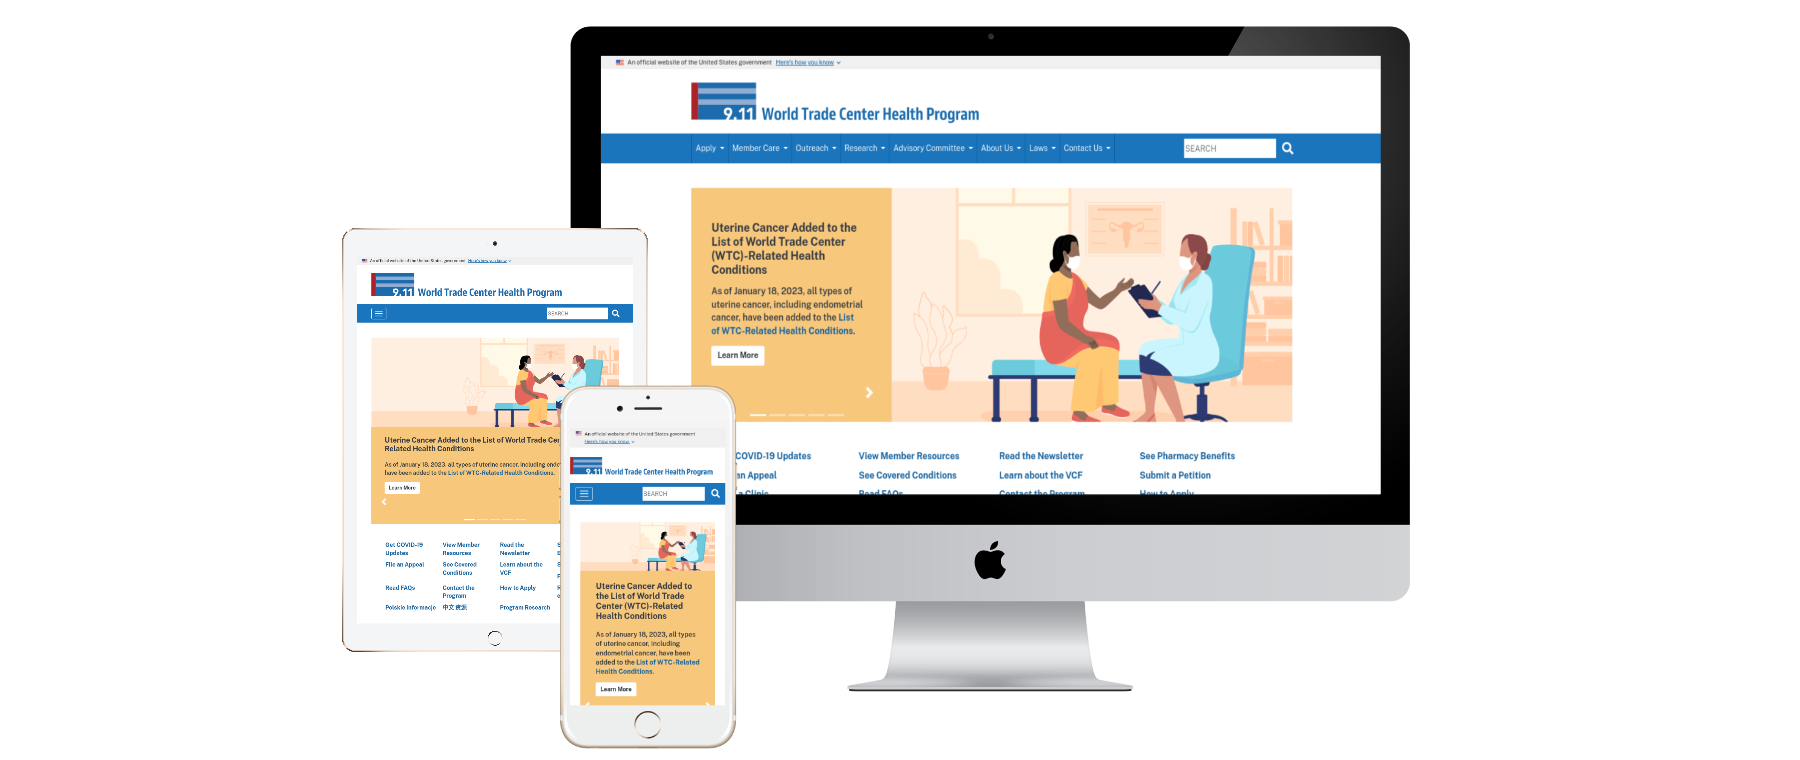 An official website of the United States government Here's how you know
9.11 World Trade Center Health Program
Apply Member Care Outreach Research Advisory Committee About Us Laws Contact Us SEARCH
Uterine Cancer Added to the
List of World Trade Center
(WTC)-Related Health
Conditions
As of January 18, 2023, all types of
uterine cancer, including endometrial
cancer, have been added to the List
of WTC-Related Health Conditions.
Learn More
COVID-19 Updates View Member Resources Read the Newsletter See Pharmacy Benefits
an Appeal See Covered Conditions Learn about the VCF Submit a Petition
a Clinic Read FAQs Contact the Program How to Apply
An official website of the United States government Here's how you know
9.11 World Trade Center Health Program
SEARCH
Uterine Cancer Added to the List of World Trade Ce
Related Health Conditions
As of January 18, 2023, all types of uterine cancer, including endo
have been added to the List of WTC-Related Health Conditions.
Learn More
Get COVID-19 View Member Read the S
Updates Resources Newsletter
File an Appeal See Covered Learn about the S
Conditions VCF
Read FAQs Contact the How to Apply
Program
Polskie Informacje 中文 资源 Program Research
An official website of the United States government
Here's how you know
9.11 World Trade Center Health Program
SEARCH
Uterine Cancer Added to
the List of World Trade
Center (WTC)-Related
Health Conditions
As of January 18, 2023, all types
of uterine cancer, including
endometrial cancer, have been
added to the List of WTC-Related
Health Conditions.
Learn More